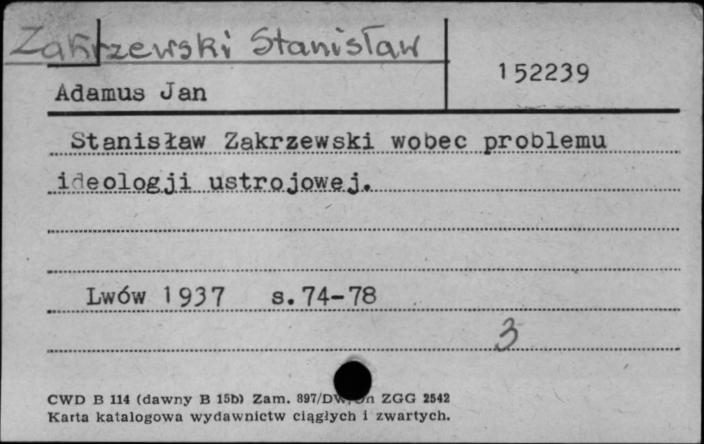 Zakrzewski Stanisław
152239
Adamus Jan
Stanisław Zakrzewski wobec problemu
ideologji ustrojowej.
Lwów 1937 s.74-78
3
CWD B 114 (dawny B 15b) Zam. 897/DW, ZGG 2542
Karta katalogowa wydawnictw ciągłych i zwartych.